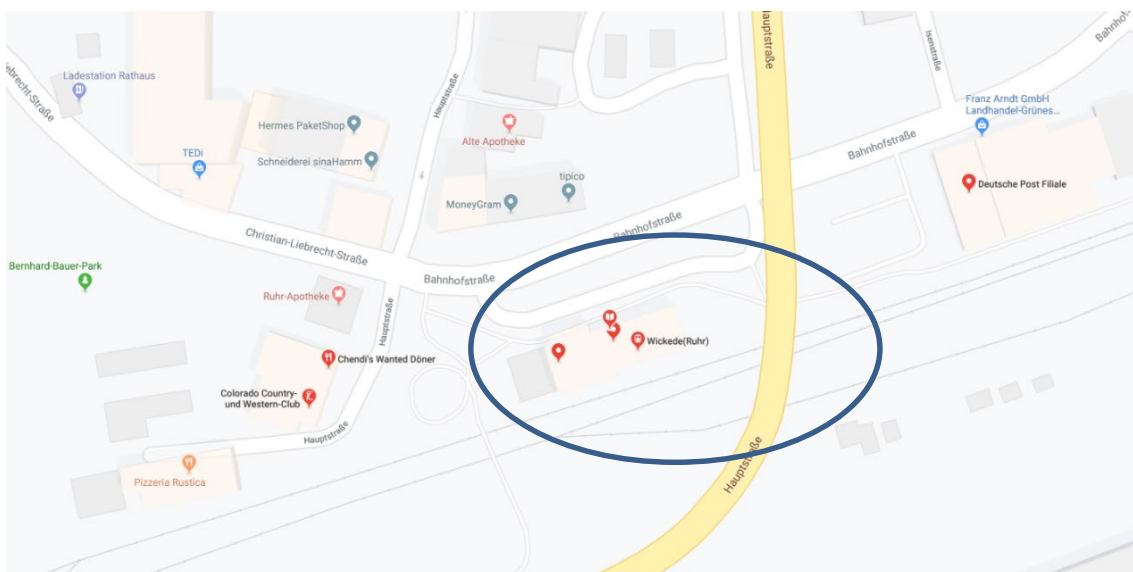 Hauptstraße
Isenstraße
Bahnhofstraße
Liebrecht-Straße
Ladestation Rathaus
Franz Arndt GmbH
Landhandel-Grünes...
Hauptstraße
Hermes PaketShop
Alte Apotheke
Bahnhofstraße
TEDi
Schneiderei sinaHamm
tipico
Deutsche Post Filiale
MoneyGram
Bahnhofstraße
Christian-Liebrecht-Straße
Bernhard-Bauer-Park
Bahnhofstraße
Ruhr-Apotheke
Hauptstraße
Wickede(Ruhr)
Chendi's Wanted Döner
Colorado Country-
und Western-Club
Hauptstraße
Hauptstraße
Pizzeria Rustica